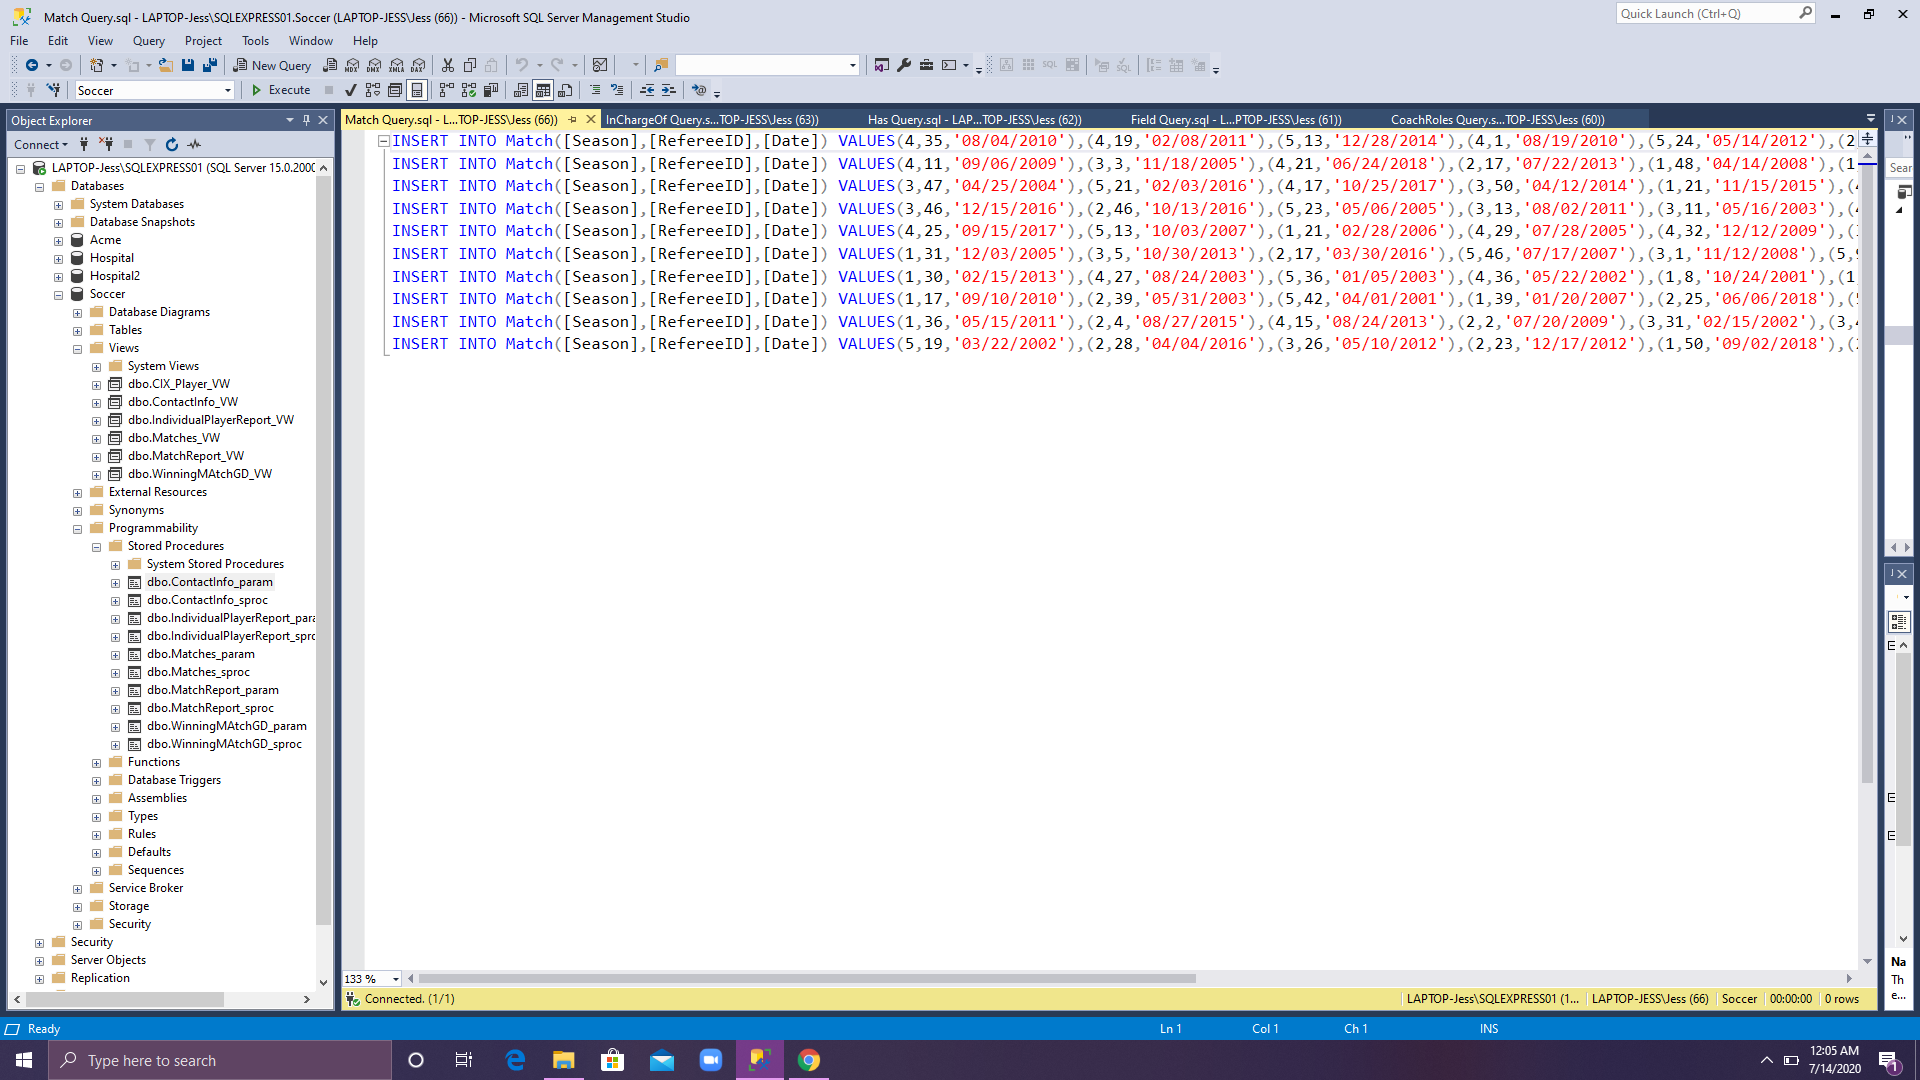 Match Query.sql - LAPTOP-Jess\SQLEXPRESS01.Soccer (LAPTOP-JESS\Jess (66)) - Microsoft SQL Server Management Studio
Quick Launch (Ctrl+Q)
File Edit View Query Project Tools Window Help
New Query
MDX DMX XMLA DAX
Soccer
Execute
Object Explorer
Connect
LAPTOP-Jess\SQLEXPRESS01 (SQL Server 15.0.2000
Databases
System Databases
Database Snapshots
Acme
Hospital
Hospital2
Soccer
Database Diagrams
Tables
Views
System Views
dbo.CIX_Player_VW
dbo.ContactInfo_VW
dbo.IndividualPlayerReport_VW
dbo.Matches_VW
dbo.MatchReport_VW
dbo.WinningMAtchGD_VW
External Resources
Synonyms
Programmability
Stored Procedures
System Stored Procedures
dbo.ContactInfo_param
dbo.ContactInfo_sproc
dbo.IndividualPlayerReport_para
dbo.IndividualPlayerReport_spro
dbo.Matches_param
dbo.Matches_sproc
dbo.MatchReport_param
dbo.MatchReport_sproc
dbo.WinningMAtchGD_param
dbo.WinningMAtchGD_sproc
Functions
Database Triggers
Assemblies
Types
Rules
Defaults
Sequences
Service Broker
Storage
Security
Security
Server Objects
Replication
Match Query.sql - L...TOP-JESS\Jess (66)) InChargeOf Query.s...TOP-JESS\Jess (63)) Has Query.sql - LAP...TOP-JESS\Jess (62)) Field Query.sql - L...PTOP-JESS\Jess (61)) CoachRoles Query.s...TOP-JESS\Jess (60))
INSERT INTO Match([Season],[RefereeID],[Date]) VALUES(4,35,'08/04/2010'),(4,19,'02/08/2011'),(5,13,'12/28/2014'),(4,1,'08/19/2010'),(5,24,'05/14/2012'),(2
INSERT INTO Match([Season],[RefereeID],[Date]) VALUES(4,11,'09/06/2009'),(3,3,'11/18/2005'),(4,21,'06/24/2018'),(2,17,'07/22/2013'),(1,48,'04/14/2008'),(1
INSERT INTO Match([Season],[RefereeID],[Date]) VALUES(3,47,'04/25/2004'),(5,21,'02/03/2016'),(4,17,'10/25/2017'),(3,50,'04/12/2014'),(1,21,'11/15/2015'),(4
INSERT INTO Match([Season],[RefereeID],[Date]) VALUES(3,46,'12/15/2016'),(2,46,'10/13/2016'),(5,23,'05/06/2005'),(3,13,'08/02/2011'),(3,11,'05/16/2003'),(
INSERT INTO Match([Season],[RefereeID],[Date]) VALUES(4,25,'09/15/2017'),(5,13,'10/03/2007'),(1,21,'02/28/2006'),(4,29,'07/28/2005'),(4,32,'12/12/2009'),(
INSERT INTO Match([Season],[RefereeID],[Date]) VALUES(1,31,'12/03/2005'),(3,5,'10/30/2013'),(2,17,'03/30/2016'),(5,46,'07/17/2007'),(3,1,'11/12/2008'),(5,9
INSERT INTO Match([Season],[RefereeID],[Date]) VALUES(1,30,'02/15/2013'),(4,27,'08/24/2003'),(5,36,'01/05/2003'),(4,36,'05/22/2002'),(1,8,'10/24/2001'),(1
INSERT INTO Match([Season],[RefereeID],[Date]) VALUES(1,17,'09/10/2010'),(2,39,'05/31/2003'),(5,42,'04/01/2001'),(1,39,'01/20/2007'),(2,25,'06/06/2018'),(
INSERT INTO Match([Season],[RefereeID],[Date]) VALUES(1,36,'05/15/2011'),(2,4,'08/27/2015'),(4,15,'08/24/2013'),(2,2,'07/20/2009'),(3,31,'02/15/2002'),(3,4
INSERT INTO Match([Season],[RefereeID],[Date]) VALUES(5,19,'03/22/2002'),(2,28,'04/04/2016'),(3,26,'05/10/2012'),(2,23,'12/17/2012'),(1,50,'09/02/2018'),(
133 %
Connected. (1/1)
LAPTOP-Jess\SQLEXPRESS01 (1... LAPTOP-JESS\Jess (66) Soccer 00:00:00 0 rows
Sear
Na
Th
e...
Ready
Ln 1 Col 1 Ch 1 INS
Type here to search
12:05 AM
7/14/2020
1